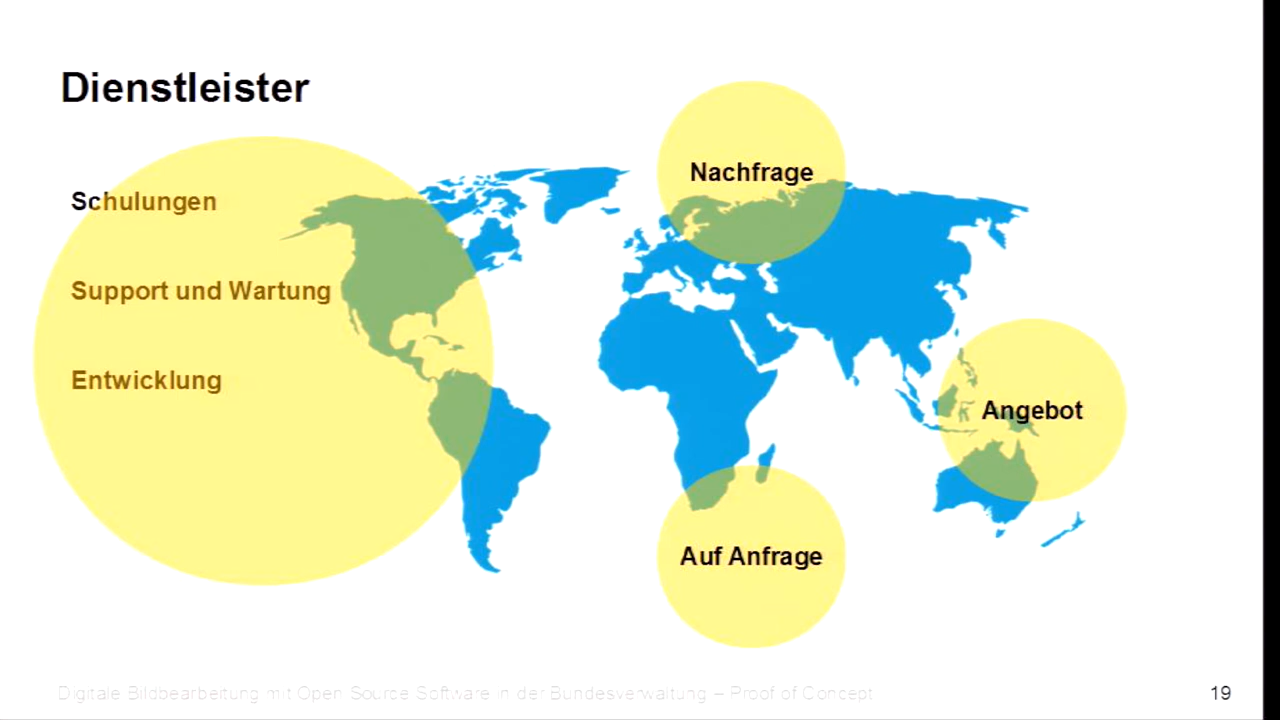 Dienstleister
Schulungen
Support und Wartung
Entwicklung
Nachfrage
Angebot
Auf Anfrage
Digitale Bildbearbeitung mit Open Source Software in der Bundesverwaltung – Proof of Concept
19